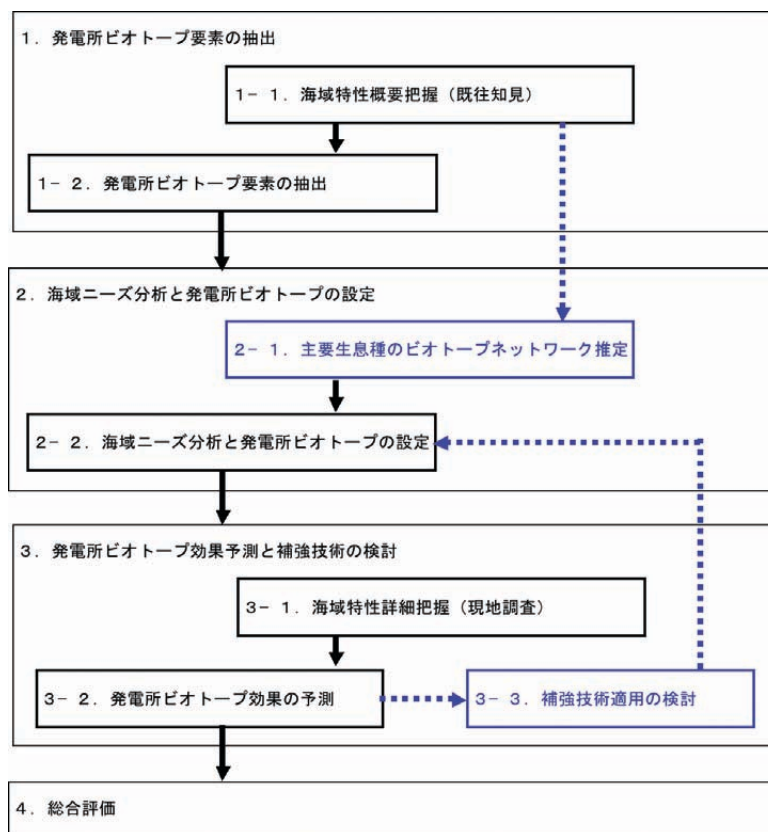 1．発電所ビオトープ要素の抽出
1－1．海域特性概要把握（既往知見）
1－2．発電所ビオトープ要素の抽出
2．海域ニーズ分析と発電所ビオトープの設定
2－1．主要生息種のビオトープネットワーク推定
2－2．海域ニーズ分析と発電所ビオトープの設定
3．発電所ビオトープ効果予測と補強技術の検討
3－1．海域特性詳細把握（現地調査）
3－2．発電所ビオトープ効果の予測
3－3．補強技術適用の検討
4．総合評価